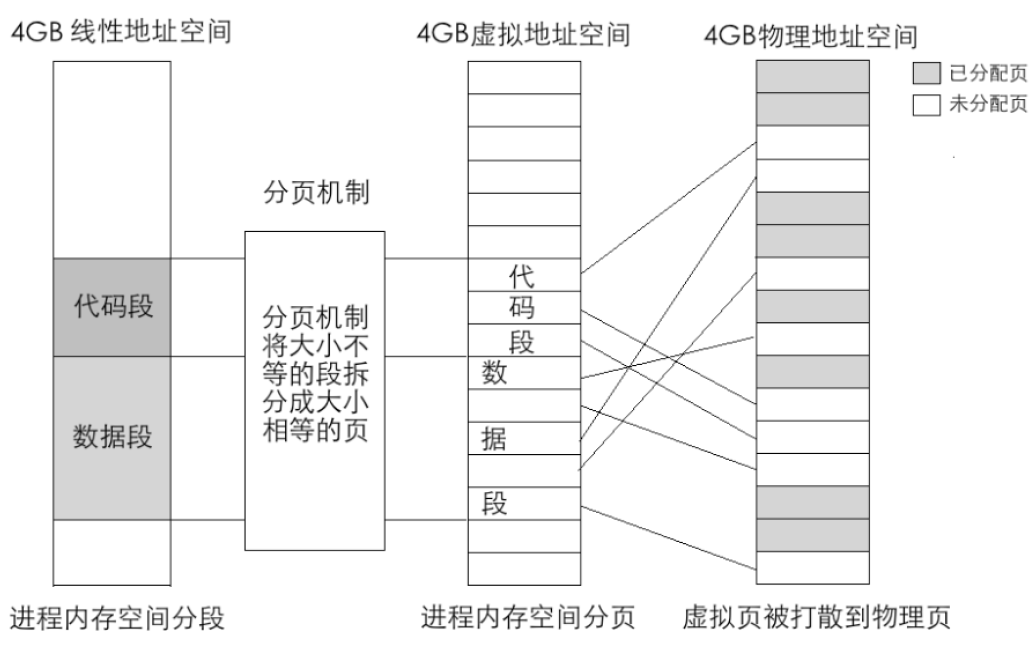 4GB 线性地址空间
4GB虚拟地址空间
4GB物理地址空间
已分配页
未分配页
分页机制
代码段
数据段
分页机制
将大小不
等的段拆
分成大小
相等的页
代
码
段
数
据
段
进程内存空间分段
进程内存空间分页
虚拟页被打散到物理页